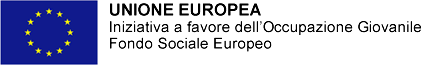 UNIONE EUROPEA
Iniziativa a favore dell'Occupazione Giovanile
Fondo Sociale Europeo